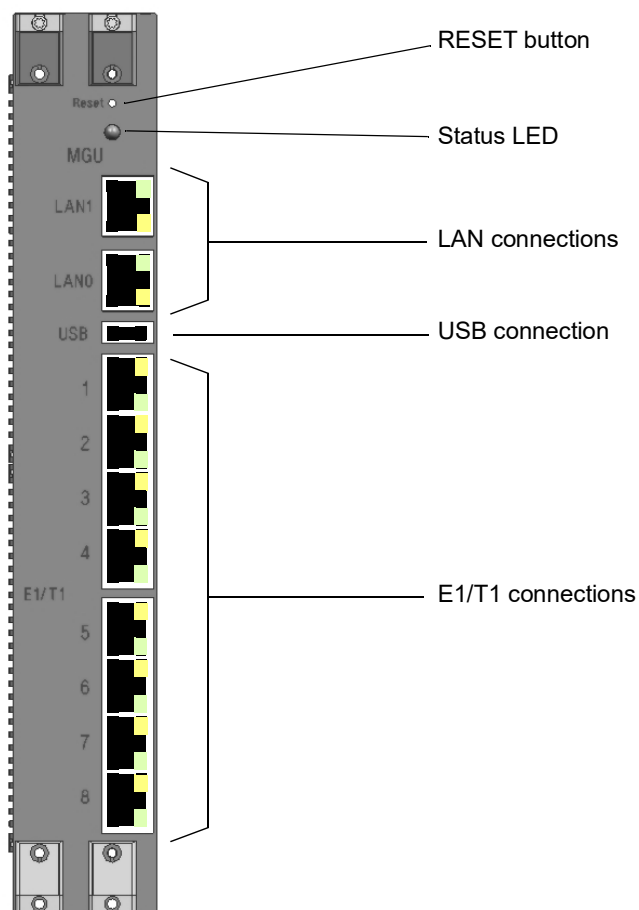 RESET button
Reset
Status LED
MGU
LAN1
LAN connections
LAN0
USB
USB connection
1
2
3
4
E1/T1
E1/T1 connections
5
6
7
8